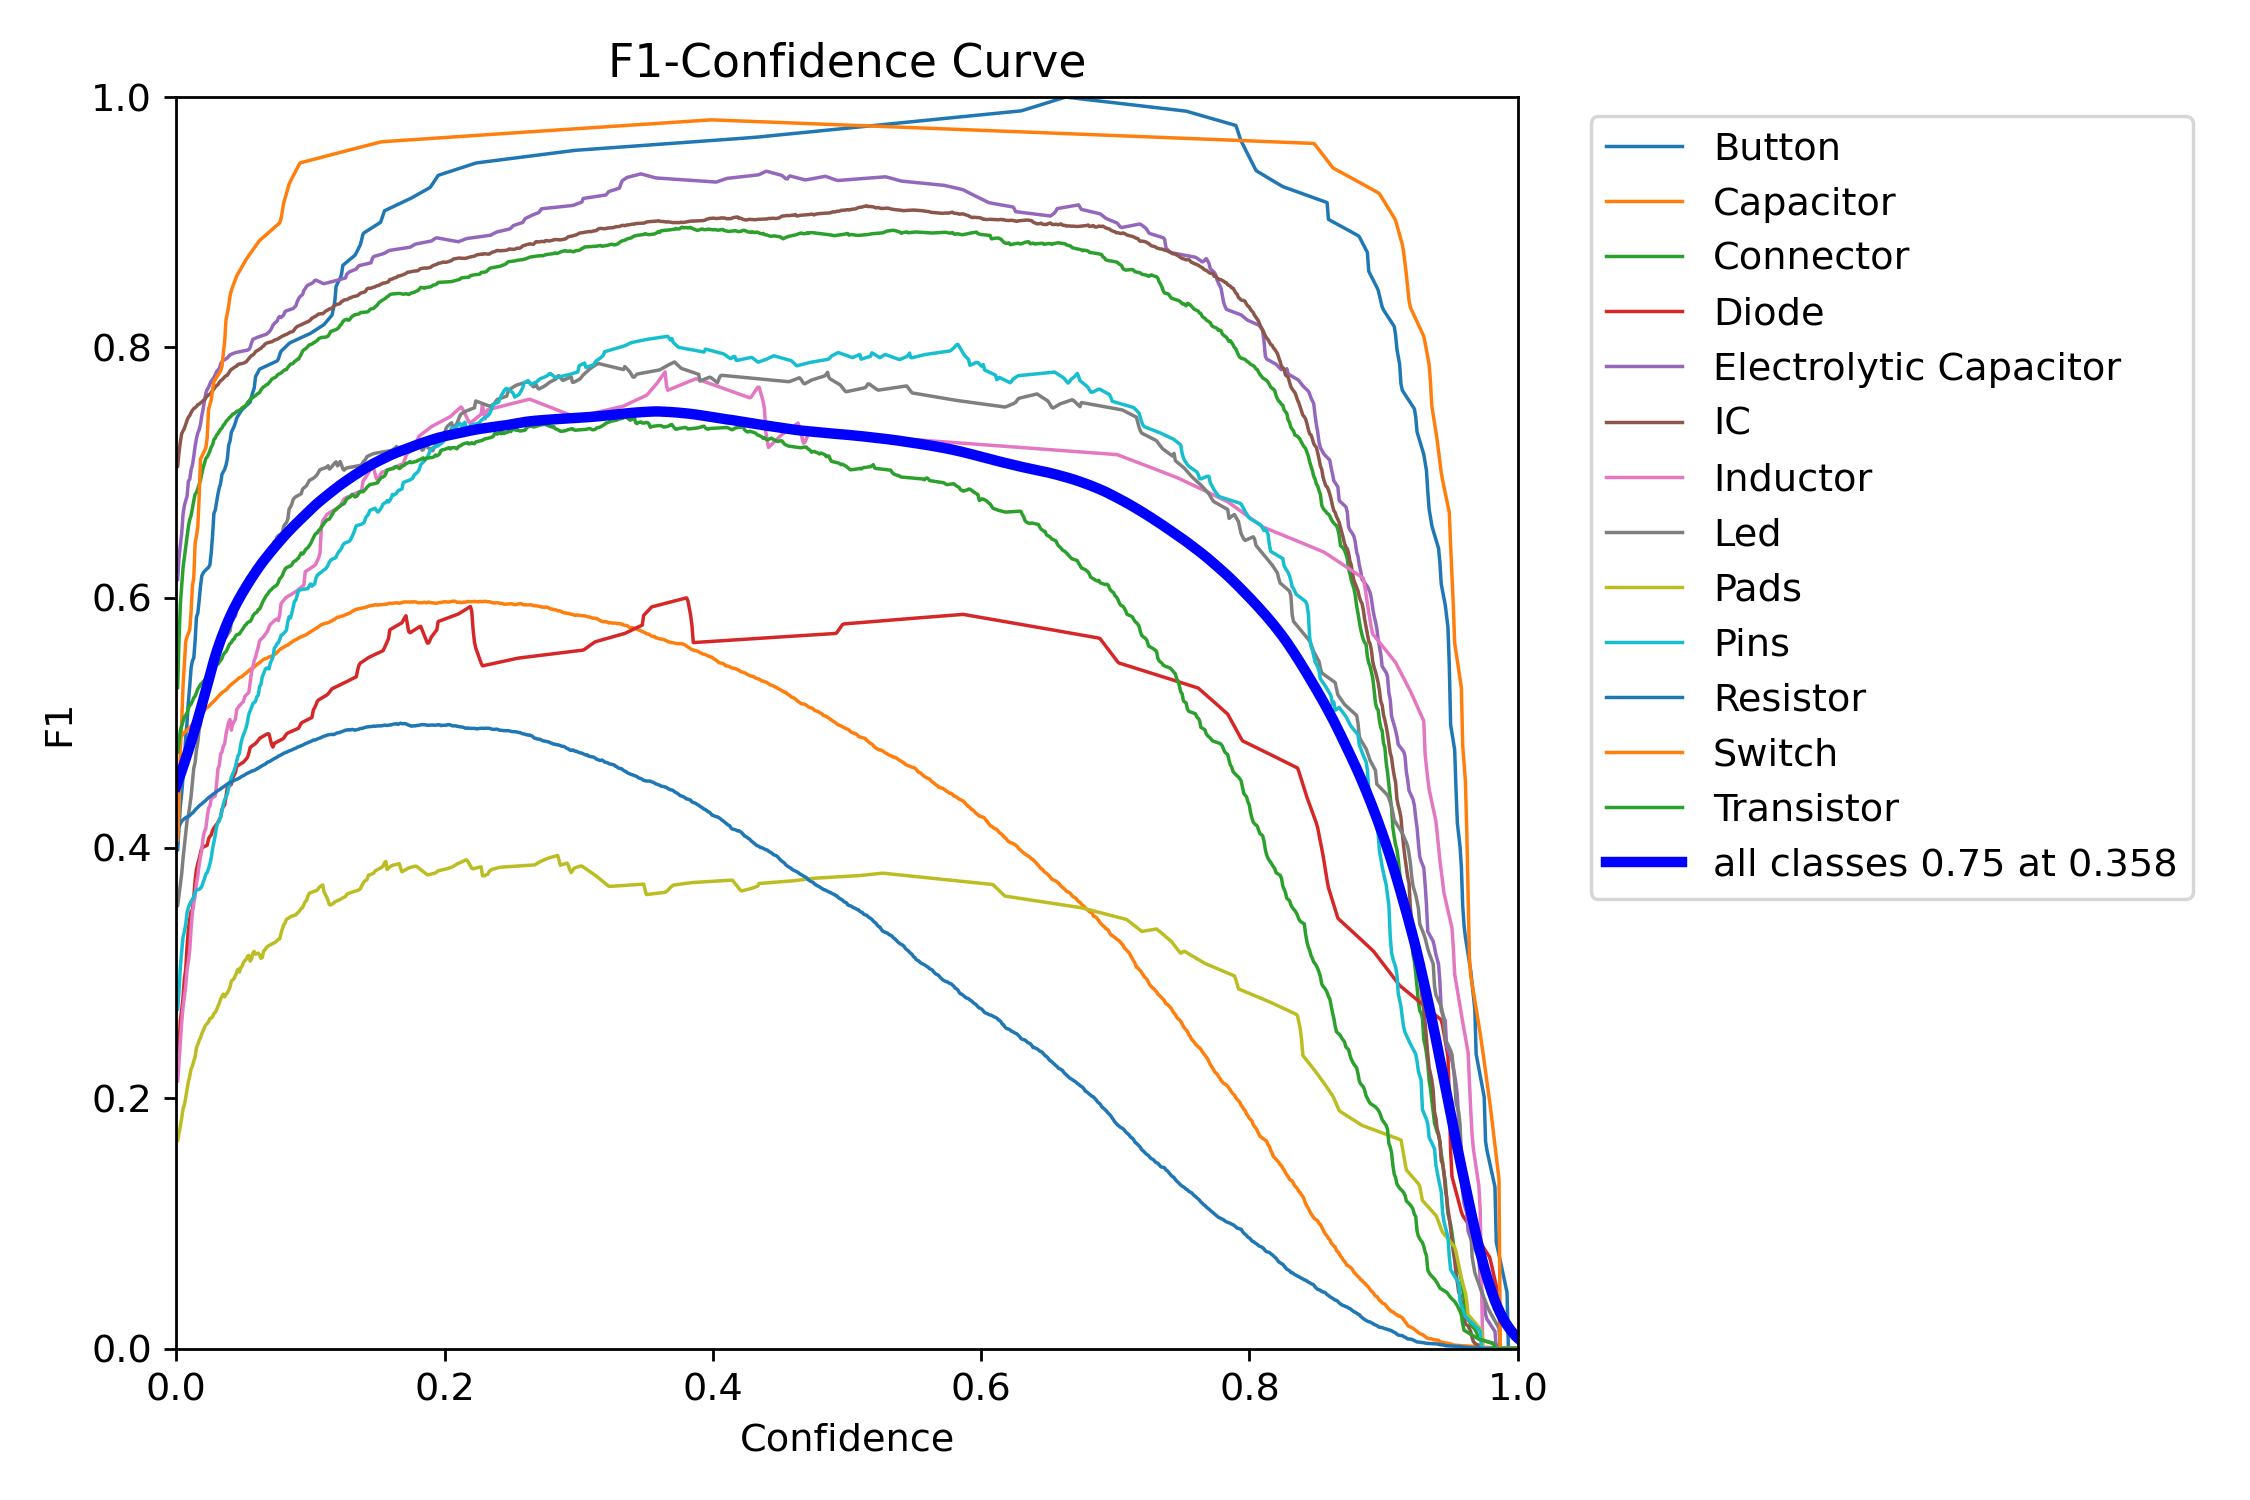 F1-Confidence Curve
1.0
0.8
0.6
0.4
0.2
0.0
F1
0.0 0.2 0.4 0.6 0.8 1.0
Confidence
Button
Capacitor
Connector
Diode
Electrolytic Capacitor
IC
Inductor
Led
Pads
Pins
Resistor
Switch
Transistor
all classes 0.75 at 0.358